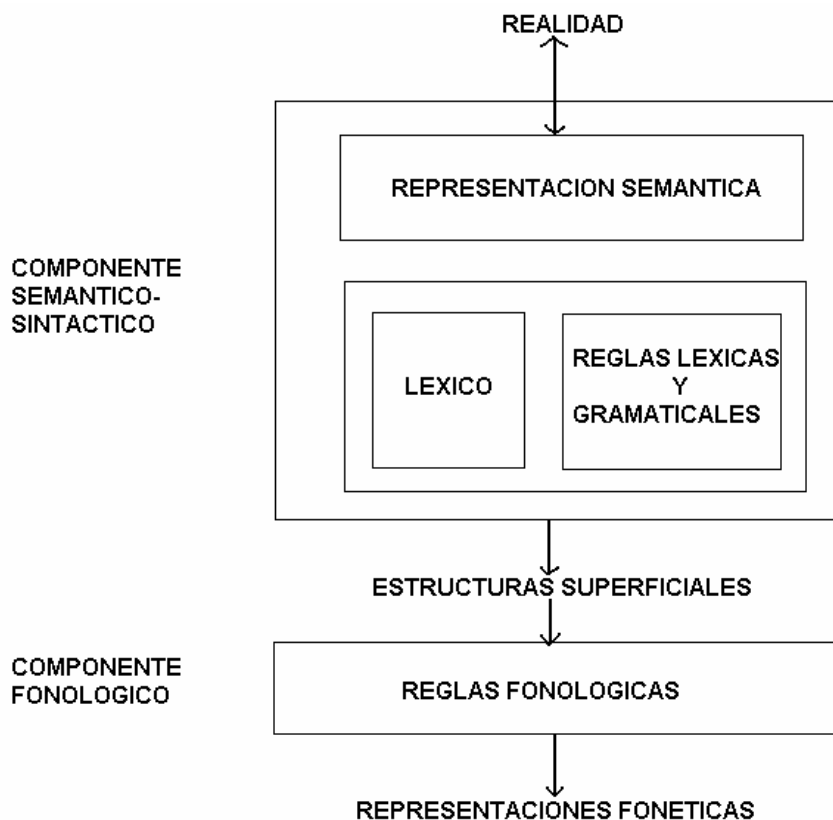 REALIDAD
REPRESENTACION SEMANTICA
COMPONENTE
SEMANTICO-
SINTACTICO
LEXICO
REGLAS LEXICAS
Y
GRAMATICALES
ESTRUCTURAS SUPERFICIALES
COMPONENTE
FONOLOGICO
REGLAS FONOLOGICAS
REPRESENTACIONES FONETICAS